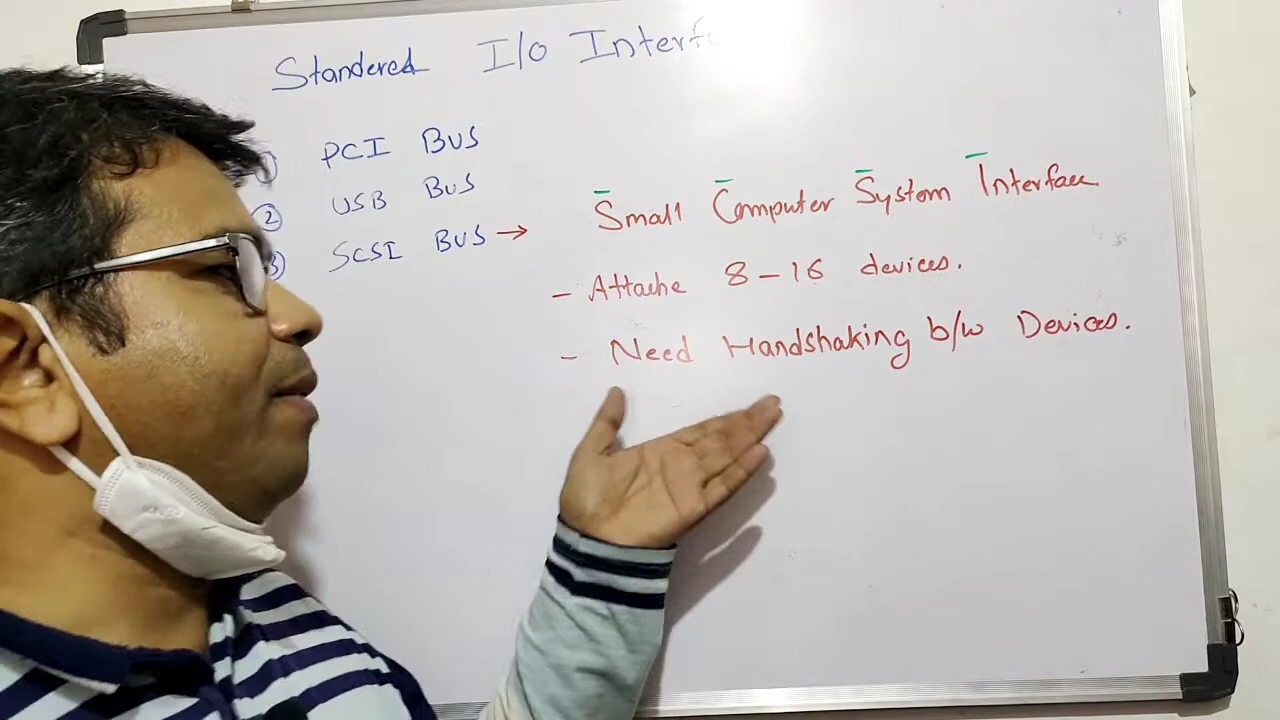 Standered I/O Interf
1 PCI BUS
2 USB BUS
3 SCSI BUS → Small Computer System Interface
- Attache 8-16 devices.
- Need Handshaking b/w Devices.